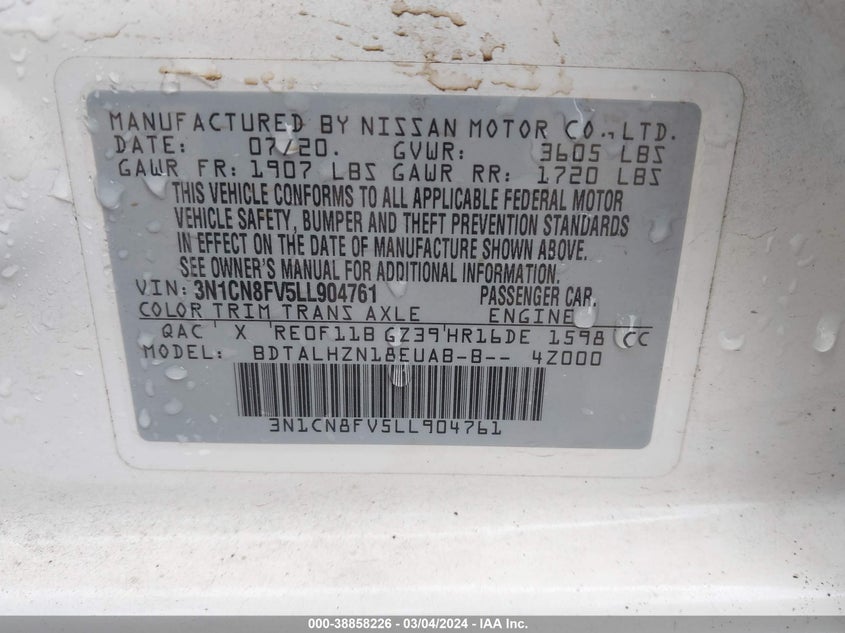 MANUFACTURED BY NISSAN MOTOR CO., LTD.
DATE: 07/20. GVWR: 3605 LBS
GAWR FR: 1907 LBS GAWR RR: 1720 LBS
THIS VEHICLE CONFORMS TO ALL APPLICABLE FEDERAL MOTOR
VEHICLE SAFETY, BUMPER AND THEFT PREVENTION STANDARDS
IN EFFECT ON THE DATE OF MANUFACTURE SHOWN ABOVE.
SEE OWNER'S MANUAL FOR ADDITIONAL INFORMATION.
VIN: 3N1CN8FV5LL904761 PASSENGER CAR.
COLOR TRIM TRANS AXLE ENGINE
QAC X RE0F11B GZ39 HR16DE 1598 CC
MODEL: BDTALHZN18EUAB-B-- 4Z000
3N1CN8FV5LL904761
000-38858226 - 03/04/2024 - IAA Inc.